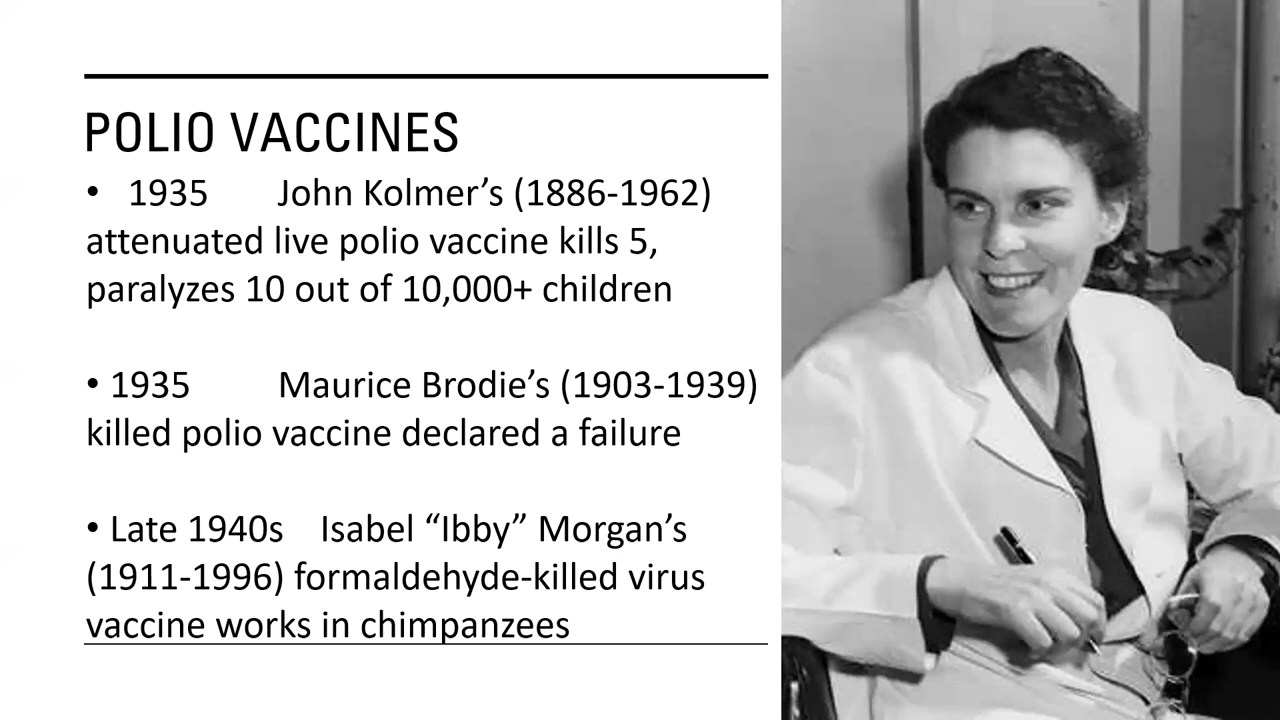 POLIO VACCINES
• 1935 John Kolmer’s (1886-1962)
attenuated live polio vaccine kills 5,
paralyzes 10 out of 10,000+ children
• 1935 Maurice Brodie’s (1903-1939)
killed polio vaccine declared a failure
• Late 1940s Isabel “Ibby” Morgan’s
(1911-1996) formaldehyde-killed virus
vaccine works in chimpanzees